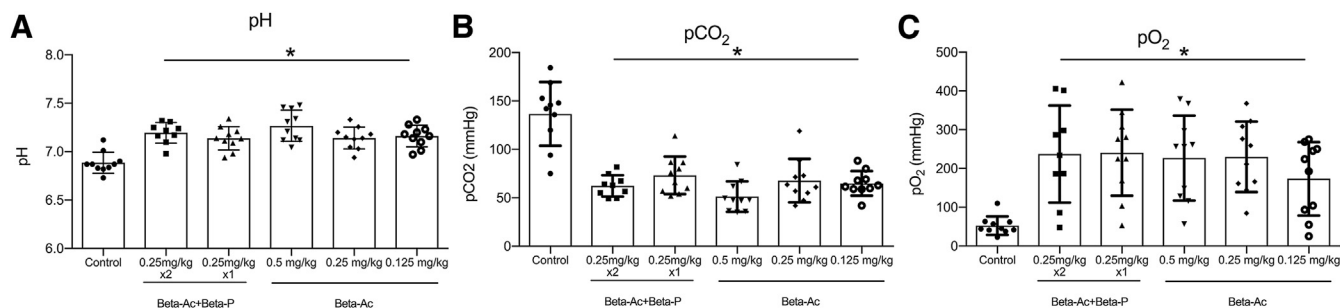 A
pH
*
8.0
7.5
7.0
6.5
6.0
pH
Control
0.25mg/kg x2
0.25mg/kg x1
0.5 mg/kg
0.25 mg/kg
0.125 mg/kg
Beta-Ac+Beta-P
Beta-Ac
B
pCO2
*
200
150
100
50
0
pCO2 (mmHg)
Control
0.25mg/kg x2
0.25mg/kg x1
0.5 mg/kg
0.25 mg/kg
0.125 mg/kg
Beta-Ac+Beta-P
Beta-Ac
C
pO2
*
500
400
300
200
100
0
pO2 (mmHg)
Control
0.25mg/kg x2
0.25mg/kg x1
0.5 mg/kg
0.25 mg/kg
0.125 mg/kg
Beta-Ac+Beta-P
Beta-Ac